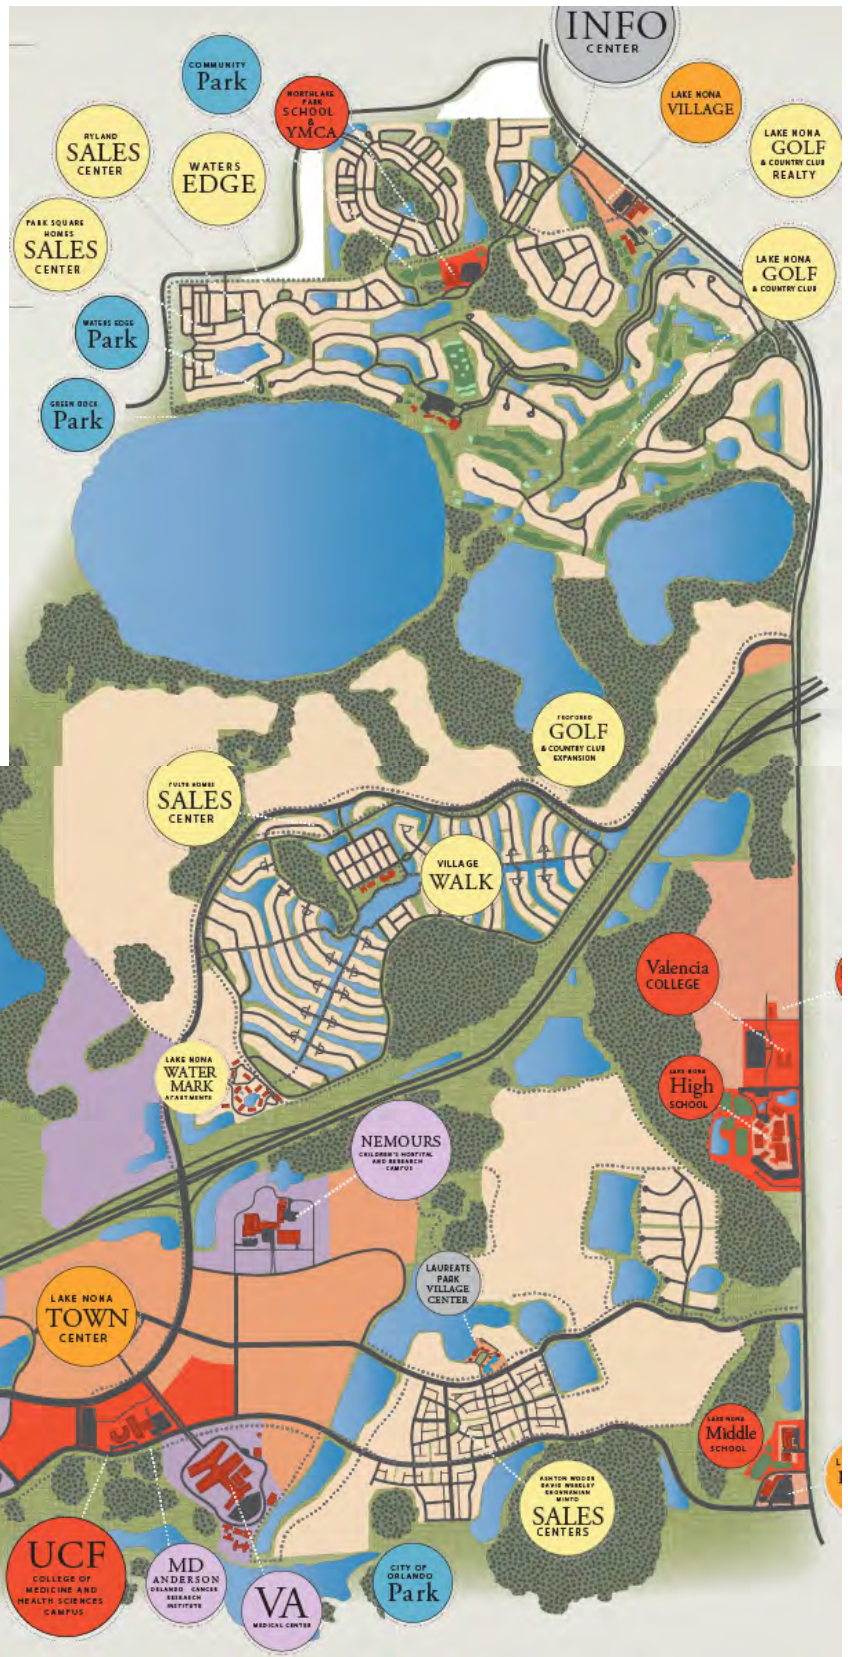 INFO
CENTER
COMMUNITY
Park
NORTHLAKE
PARK
SCHOOL
&
YMCA
LAKE NONA
VILLAGE
RYLAND
SALES
CENTER
WATERS
EDGE
LAKE NONA
GOLF
& COUNTRY CLUB
REALTY
PARK SQUARE
HOMES
SALES
CENTER
LAKE NONA
GOLF
& COUNTRY CLUB
WATERS EDGE
Park
Park
PROPOSED
GOLF
& COUNTRY CLUB
EXPANSION
PULTE HOMES
SALES
CENTER
VILLAGE
WALK
Valencia
COLLEGE
LAKE NONA
WATER
MARK
APARTMENTS
LAKE NONA
High
SCHOOL
NEMOURS
CHILDREN'S HOSPITAL
AND RESEARCH
CAMPUS
LAUREATE
PARK
VILLAGE
CENTER
LAKE NONA
TOWN
CENTER
LAKE NONA
Middle
SCHOOL
ASHTON WOODS
DAVID WEEKLEY
MINTO
SALES
CENTERS
UCF
COLLEGE OF
MEDICINE AND
HEALTH SCIENCES
CAMPUS
MD
ANDERSON
ORLANDO CANCER
RESEARCH
INSTITUTE
VA
MEDICAL CENTER
CITY OF
ORLANDO
Park